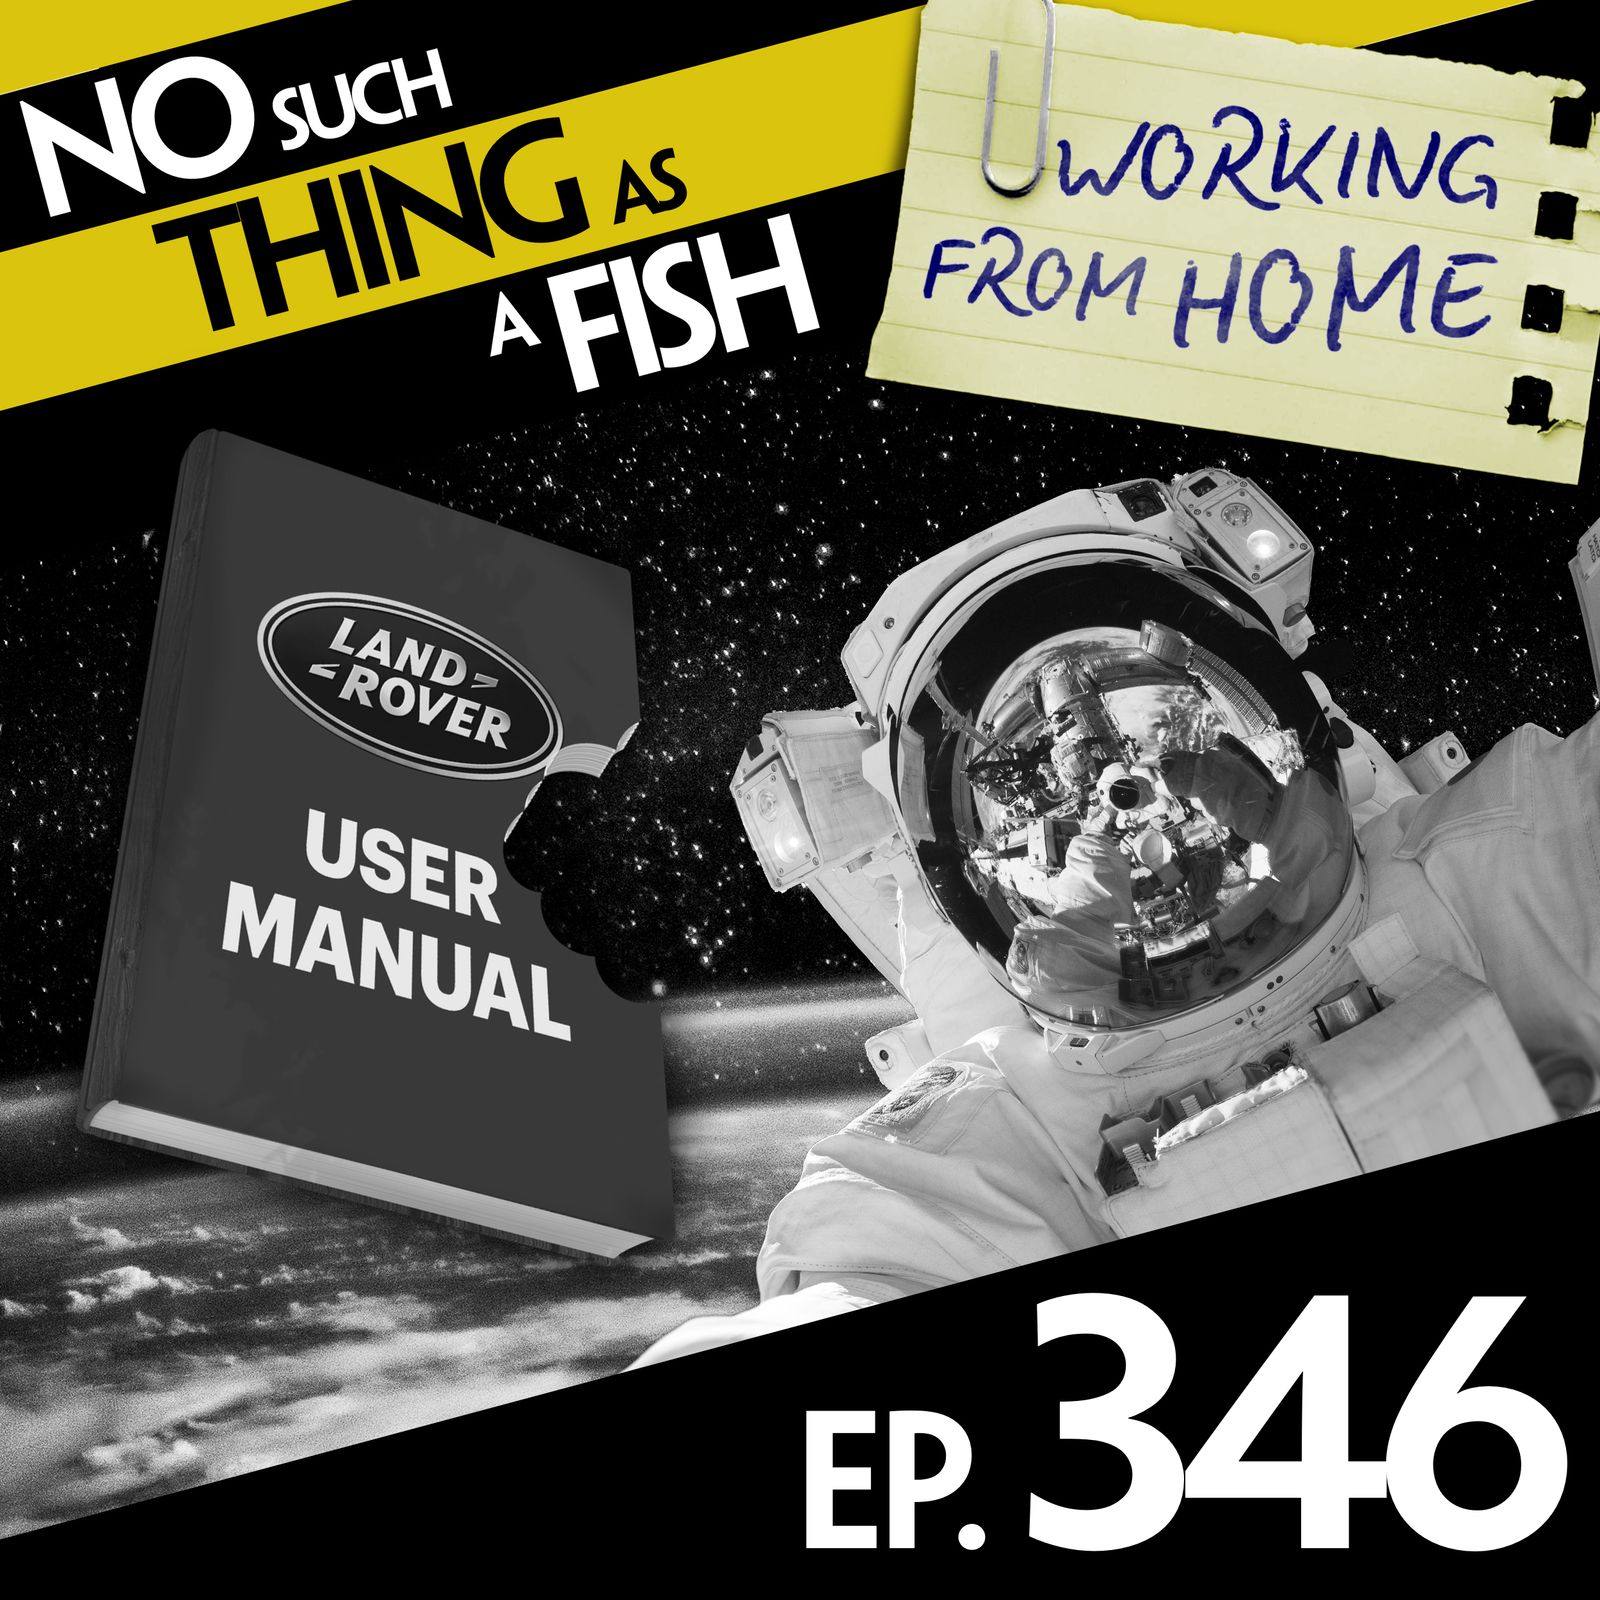 NO SUCH
THING AS
A FISH
WORKING
FROM HOME
LAND
ROVER
USER
MANUAL
EP. 346